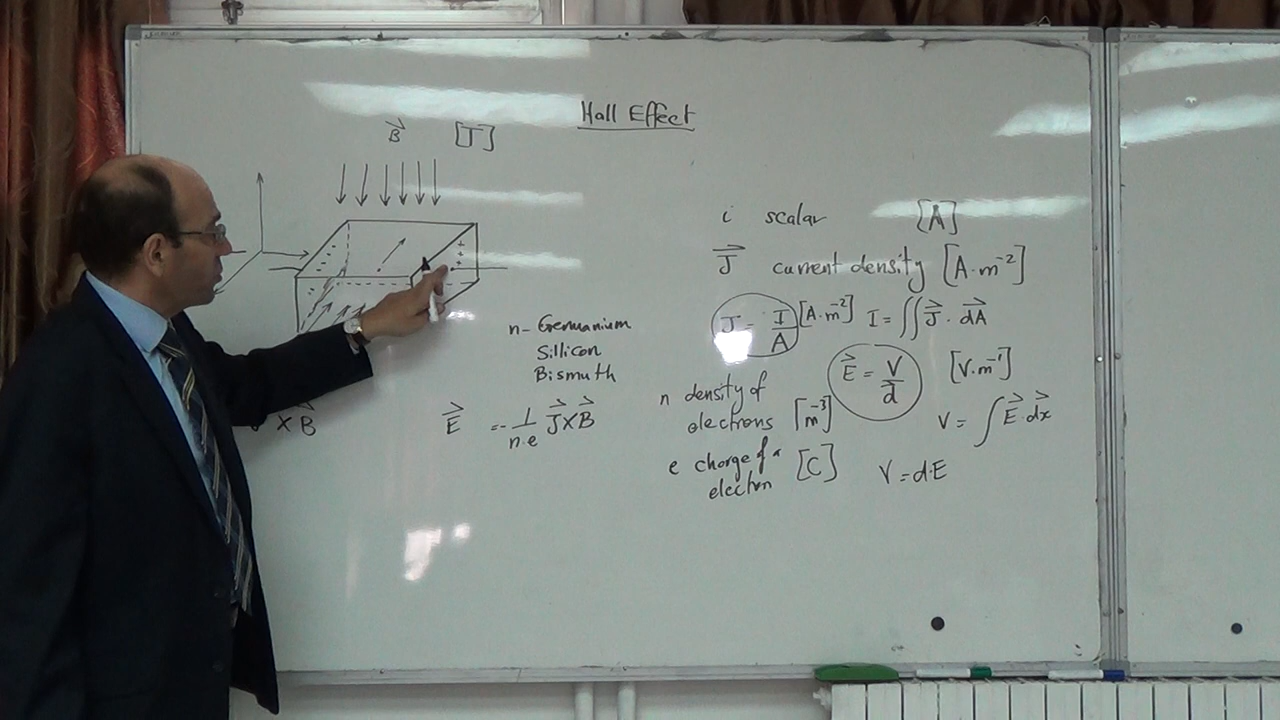 Hall Effect
B [T]
i scalar [A]
J current density [A·m⁻²]
J = I/A [A·m⁻²] I = ∬ J · dA
n- Germanium
Sillicon
Bismuth
E = V/d [V·m⁻¹]
n density of
electrons [m⁻³]
V = ∫ E · dx
× B
E = - 1/n·e J × B
e charge of a
electron [C]
V = d·E